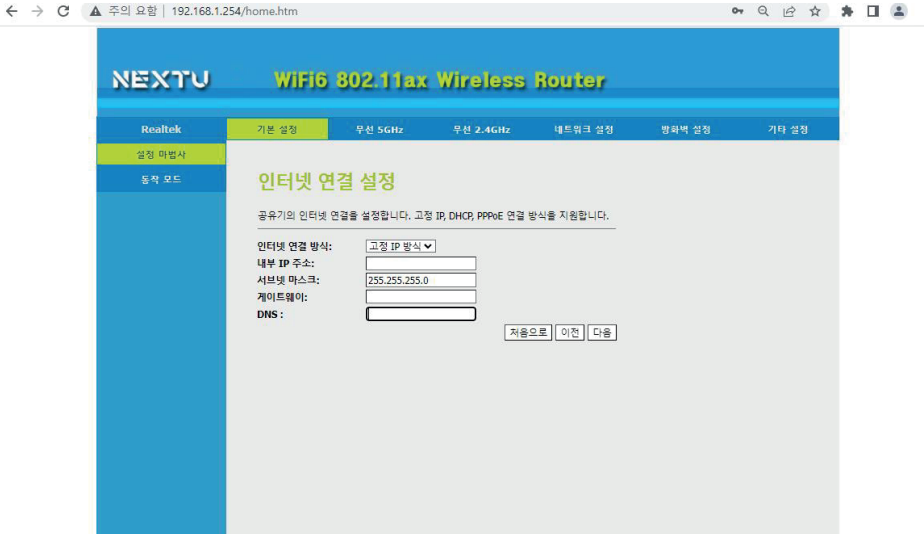 주의 요함 192.168.1.254/home.htm
NEXTU WiFi6 802.11ax Wireless Router
Realtek 기본 설정 무선 5GHz 무선 2.4GHz 네트워크 설정 방화벽 설정 기타 설정
설정 마법사
동작 모드
인터넷 연결 설정
공유기의 인터넷 연결을 설정합니다. 고정 IP, DHCP, PPPoE 연결 방식을 지원합니다.
인터넷 연결 방식: 고정 IP 방식
내부 IP 주소:
서브넷 마스크: 255.255.255.0
게이트웨이:
DNS :
처음으로 이전 다음